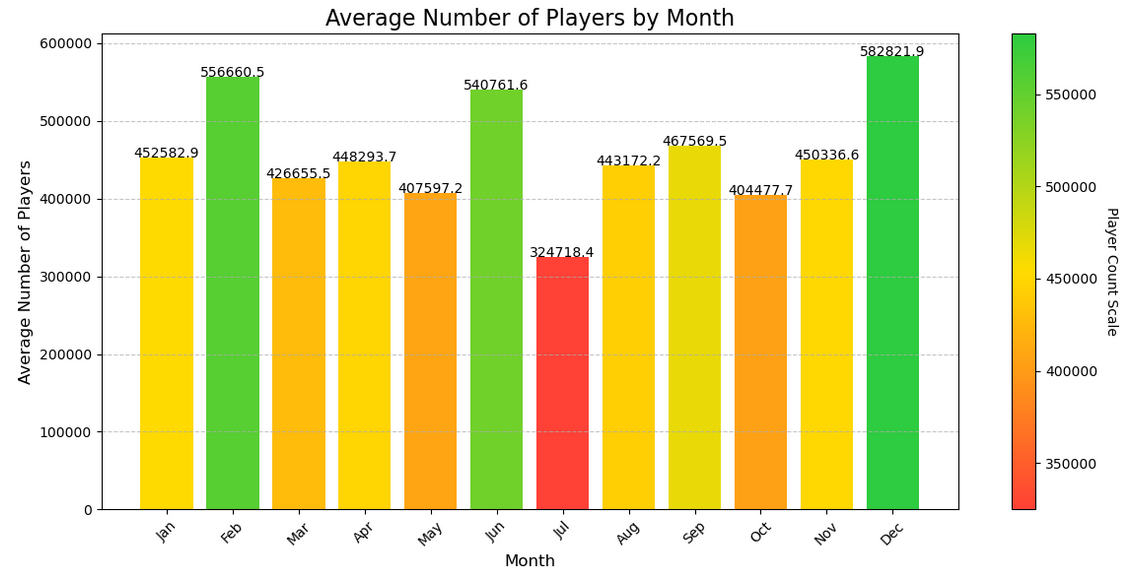 Average Number of Players by Month
Average Number of Players
600000
500000
400000
300000
200000
100000
0
452582.9
556660.5
426655.5
448293.7
407597.2
540761.6
324718.4
443172.2
467569.5
404477.7
450336.6
582821.9
Jan
Feb
Mar
Apr
May
Jun
Jul
Aug
Sep
Oct
Nov
Dec
Month
550000
500000
450000
400000
350000
Player Count Scale